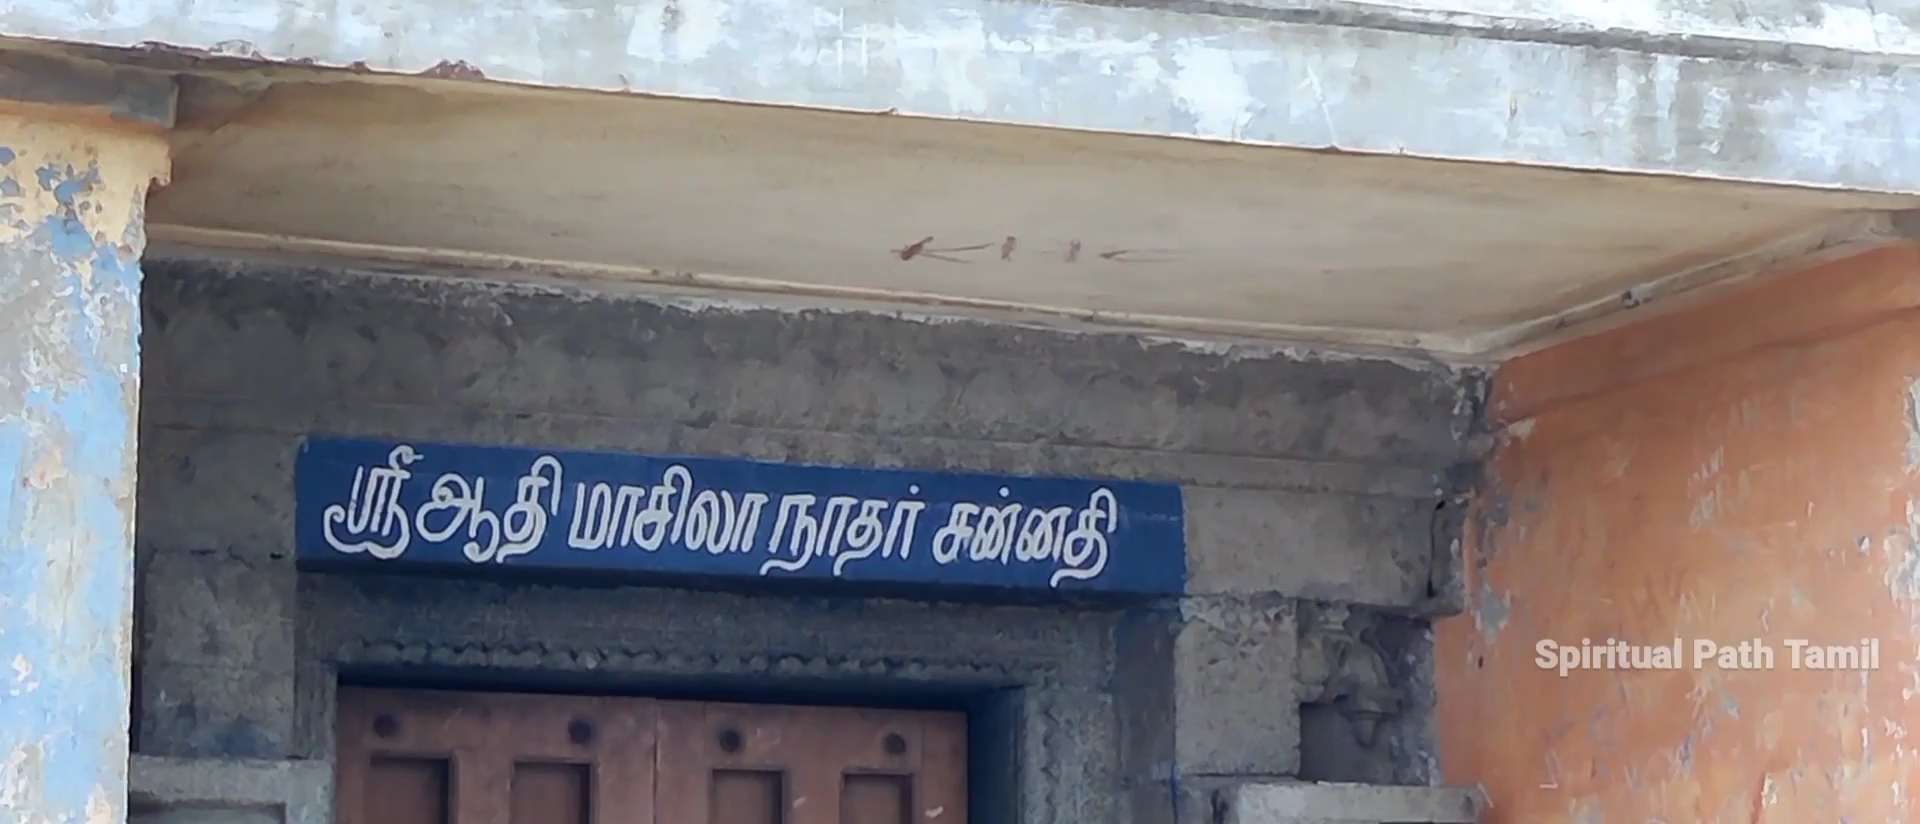 ஸ்ரீ ஆதி மாசிலா நாதர் சன்னதி
Spiritual Path Tamil